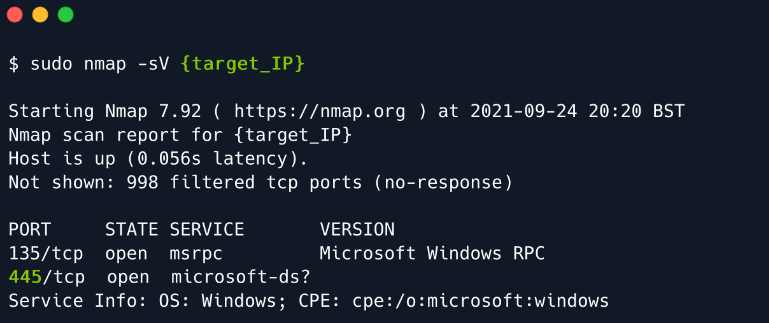 $ sudo nmap -sV {target_IP}
Starting Nmap 7.92 ( https://nmap.org ) at 2021-09-24 20:20 BST
Nmap scan report for {target_IP}
Host is up (0.056s latency).
Not shown: 998 filtered tcp ports (no-response)
PORT     STATE SERVICE       VERSION
135/tcp  open  msrpc         Microsoft Windows RPC
445/tcp  open  microsoft-ds?
Service Info: OS: Windows; CPE: cpe:/o:microsoft:windows